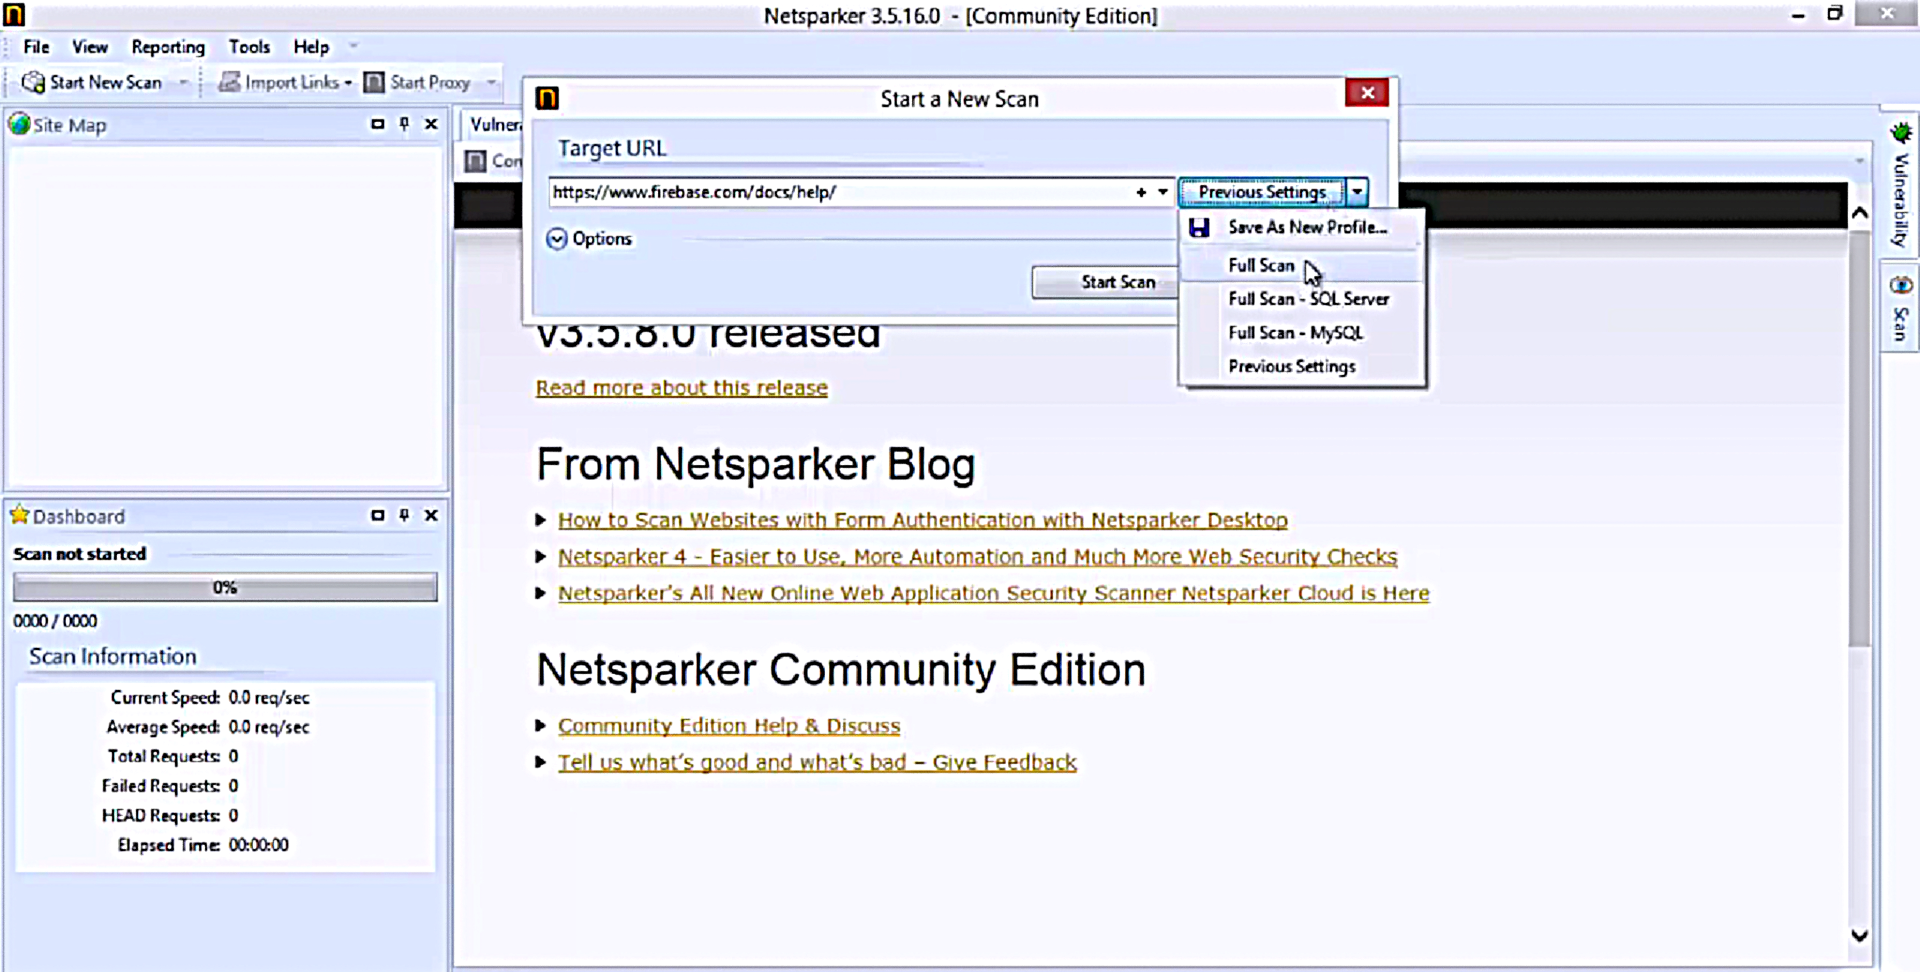 Netsparker 3.5.16.0 - [Community Edition]
File View Reporting Tools Help
Start New Scan Import Links Start Proxy
Site Map
Vulnera
Con
Start a New Scan
Target URL
https://www.firebase.com/docs/help/
Previous Settings
Options
Start Scan
Save As New Profile...
Full Scan
Full Scan - SQL Server
Full Scan - MySQL
Previous Settings
Vulnerability
Scan
v3.5.8.0 released
Read more about this release
From Netsparker Blog
How to Scan Websites with Form Authentication with Netsparker Desktop
Netsparker 4 - Easier to Use, More Automation and Much More Web Security Checks
Netsparker's All New Online Web Application Security Scanner Netsparker Cloud is Here
Netsparker Community Edition
Community Edition Help & Discuss
Tell us what's good and what's bad – Give Feedback
Dashboard
Scan not started
0%
0000 / 0000
Scan Information
Current Speed: 0.0 req/sec
Average Speed: 0.0 req/sec
Total Requests: 0
Failed Requests: 0
HEAD Requests: 0
Elapsed Time: 00:00:00